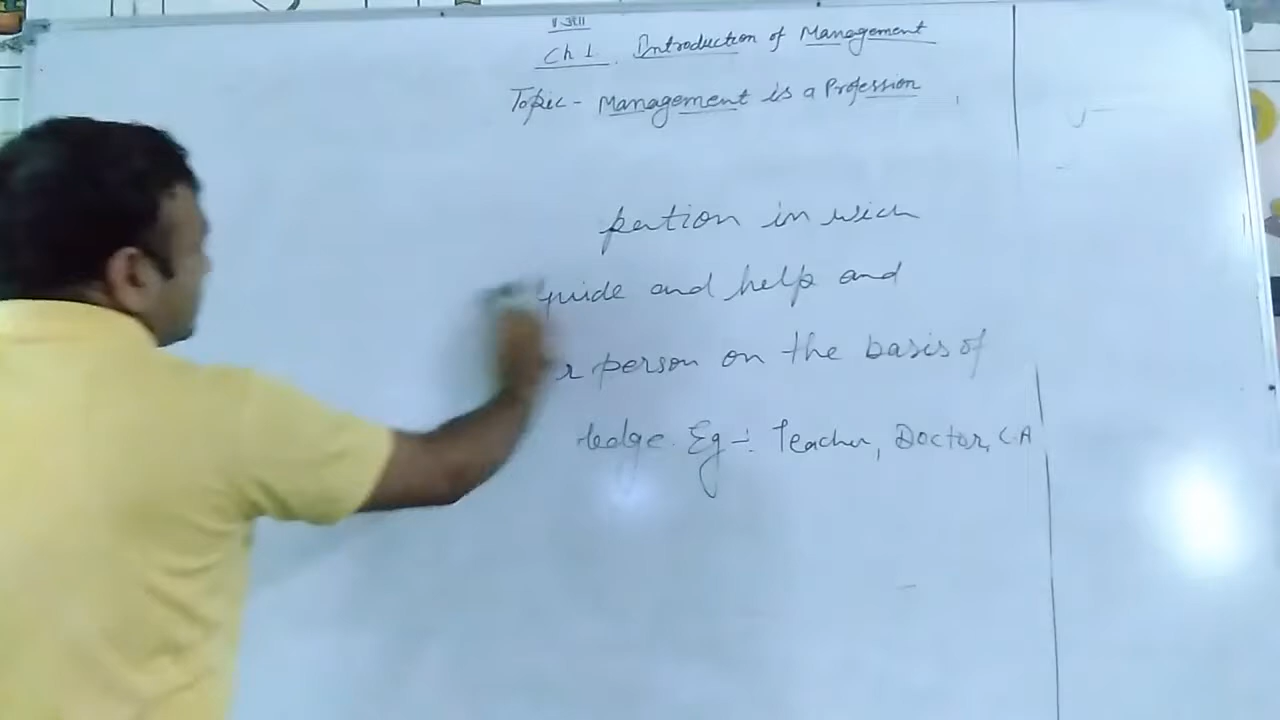 Ch 1. Introduction of Management
Topic - Management is a Profession
pation in wich
guide and help and
r person on the basis of
ledge. Eg -: Teacher, Doctor, C.A